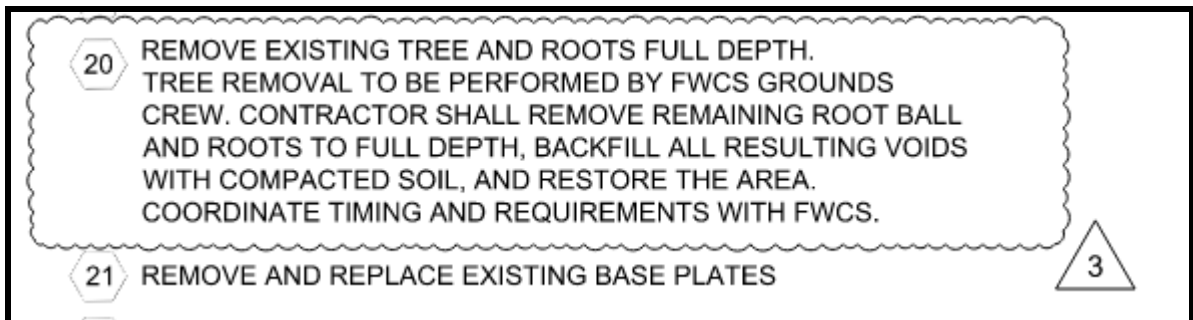 20 REMOVE EXISTING TREE AND ROOTS FULL DEPTH.
TREE REMOVAL TO BE PERFORMED BY FWCS GROUNDS
CREW. CONTRACTOR SHALL REMOVE REMAINING ROOT BALL
AND ROOTS TO FULL DEPTH, BACKFILL ALL RESULTING VOIDS
WITH COMPACTED SOIL, AND RESTORE THE AREA.
COORDINATE TIMING AND REQUIREMENTS WITH FWCS.
21 REMOVE AND REPLACE EXISTING BASE PLATES
3